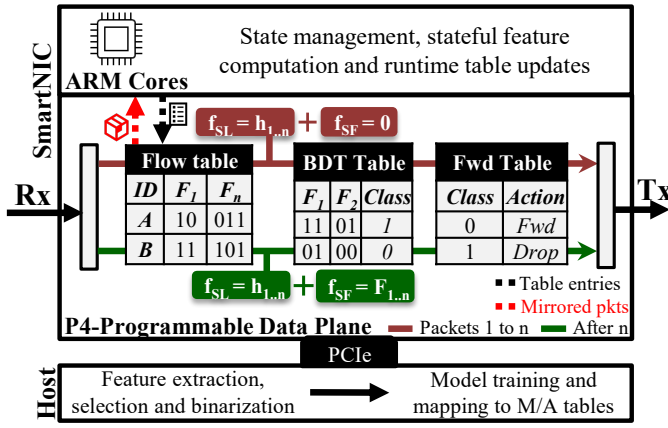 SmartNIC
State management, stateful feature
computation and runtime table updates
ARM Cores
f_SL = h_1..n + f_SF = 0
Flow table
ID F_1 F_n
A 10 011
B 11 101
BDT Table
F_1 F_2 Class
11 01 1
01 00 0
Fwd Table
Class Action
0 Fwd
1 Drop
Rx
Tx
f_SL = h_1..n + f_SF = F_1..n
Table entries
Mirrored pkts
P4-Programmable Data Plane
Packets 1 to n
After n
PCIe
Host
Feature extraction,
selection and binarization
Model training and
mapping to M/A tables